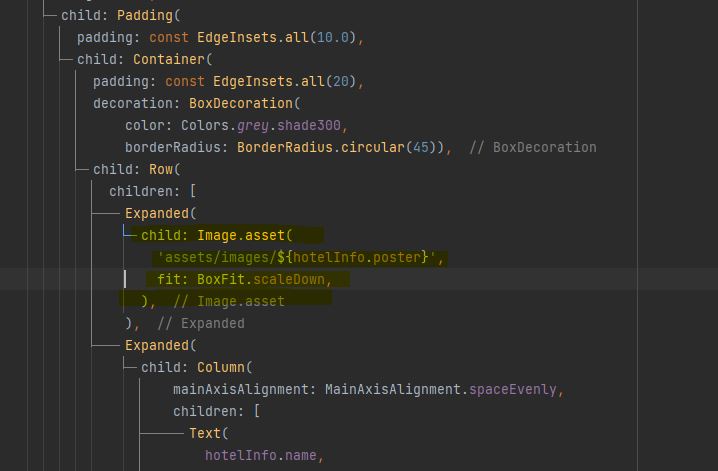 child: Padding(
padding: const EdgeInsets.all(10.0),
child: Container(
padding: const EdgeInsets.all(20),
decoration: BoxDecoration(
color: Colors.grey.shade300,
borderRadius: BorderRadius.circular(45)), // BoxDecoration
child: Row(
children: [
Expanded(
child: Image.asset(
'assets/images/${hotelInfo.poster}',
fit: BoxFit.scaleDown,
), // Image.asset
), // Expanded
Expanded(
child: Column(
mainAxisAlignment: MainAxisAlignment.spaceEvenly,
children: [
Text(
hotelInfo.name,